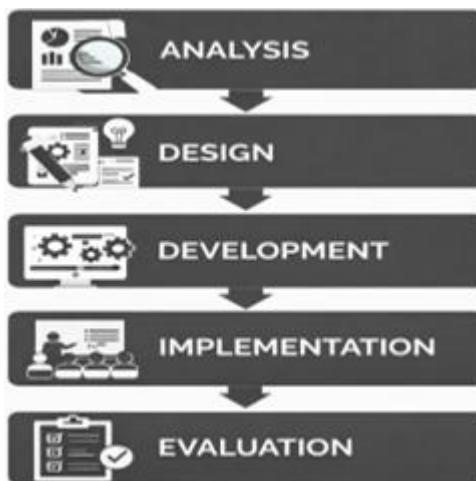 ANALYSIS
DESIGN
DEVELOPMENT
IMPLEMENTATION
EVALUATION